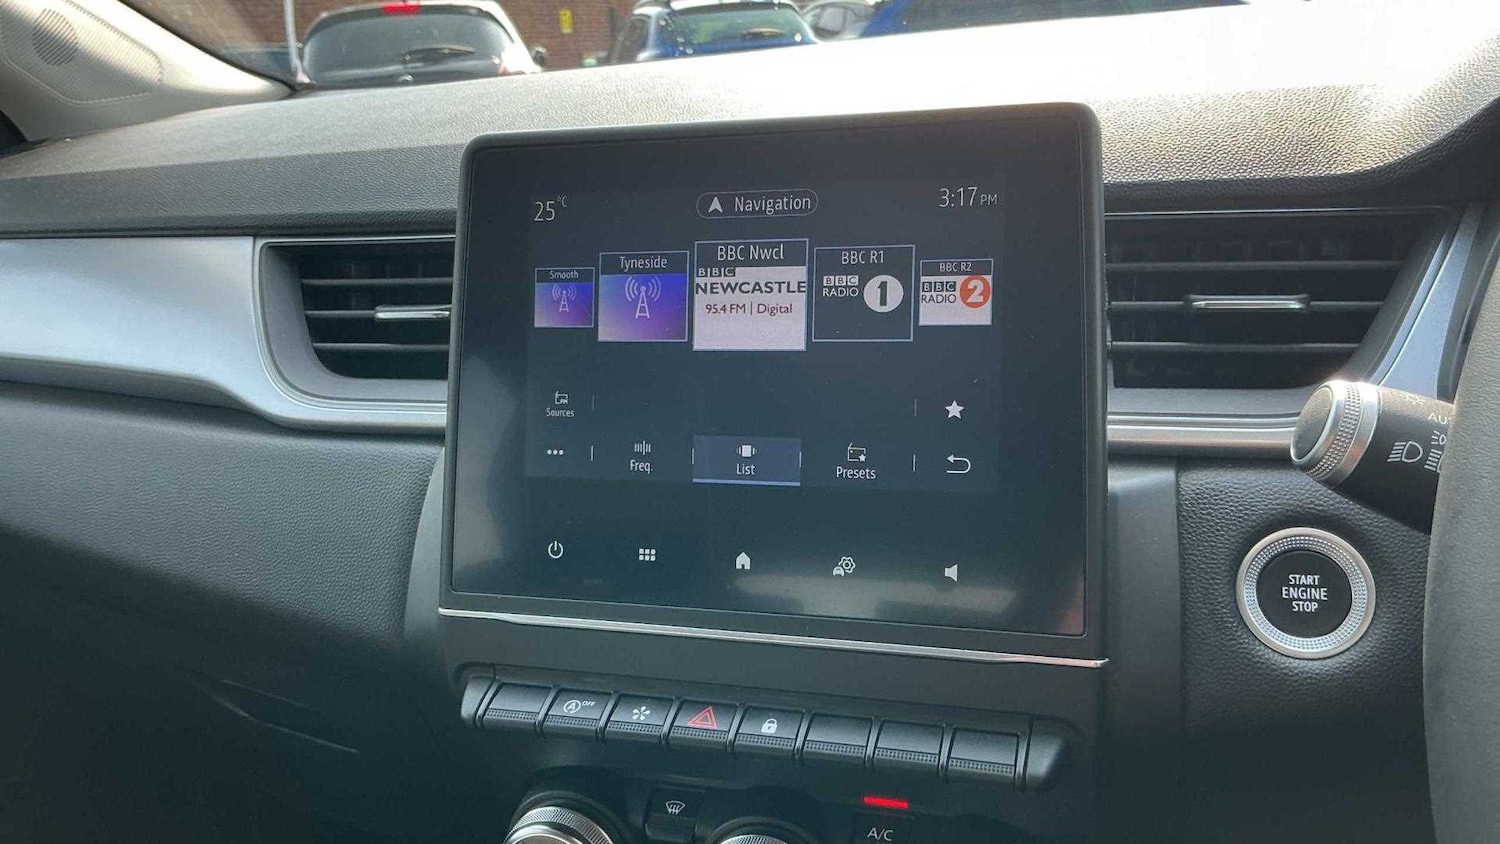 25°C
Navigation
3:17 PM
Smooth
Tyneside
BBC Nwcl
BBC
NEWCASTLE
95.4 FM | Digital
BBC R1
BBC
RADIO 1
BBC R2
BBC
RADIO 2
Sources
Freq.
List
Presets
START
ENGINE
STOP
A OFF
A/C